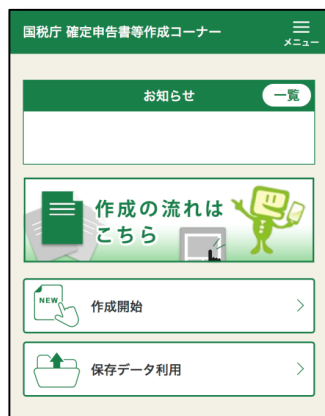 国税庁 確定申告書等作成コーナー
メニュー
お知らせ
一覧
作成の流れは
こちら
NEW
作成開始
保存データ利用